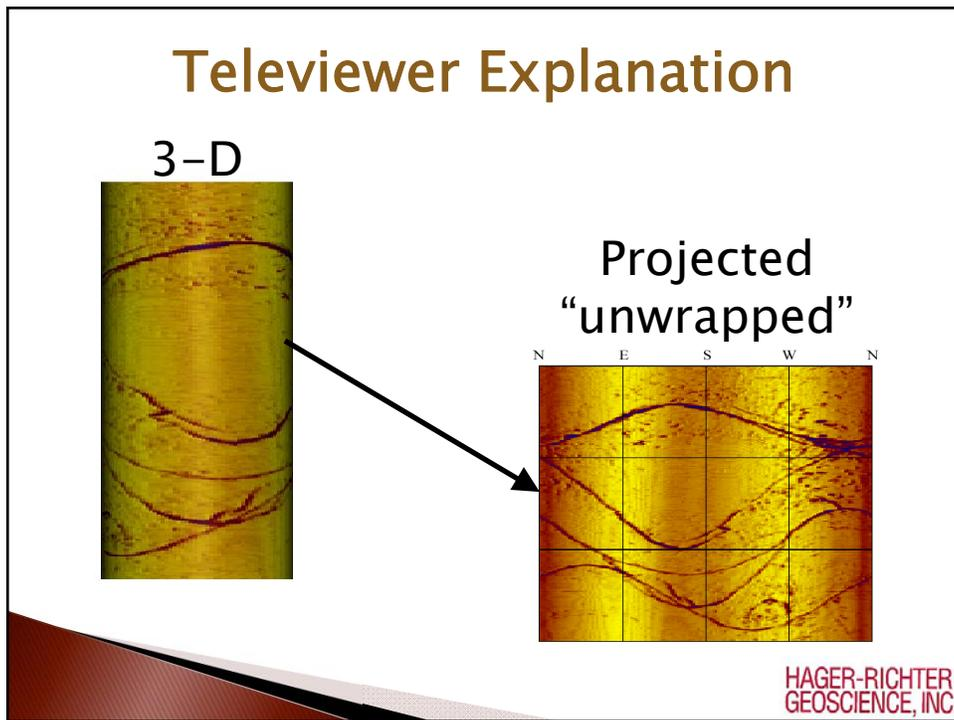 Televiewer Explanation
3-D
Projected
“unwrapped”
N E S W N
HAGER-RICHTER
GEOSCIENCE, INC